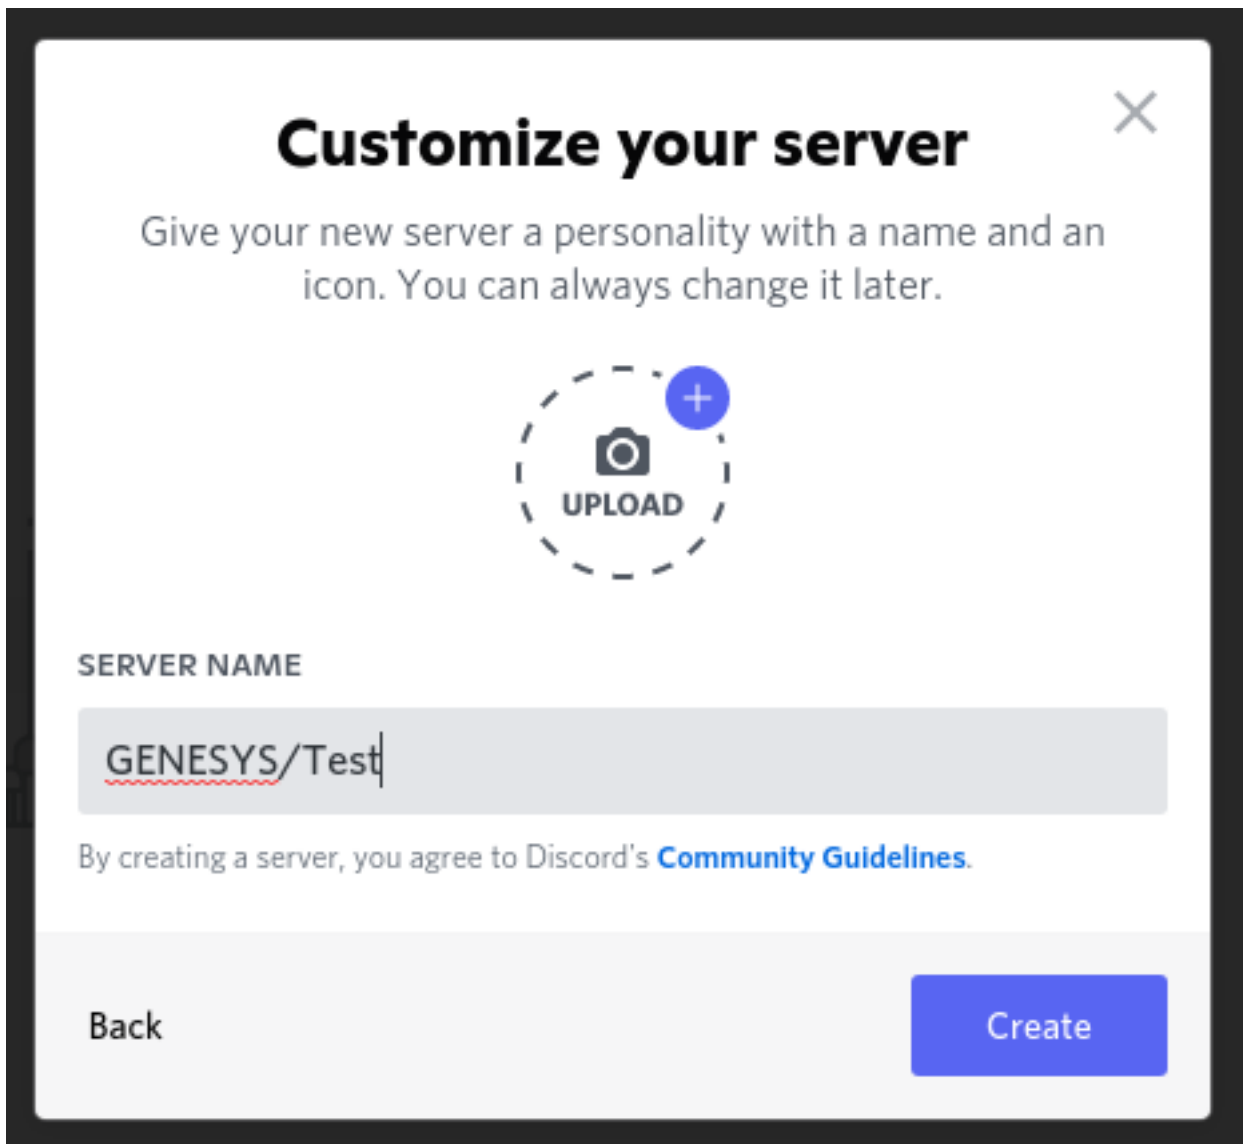 Customize your server
Give your new server a personality with a name and an
icon. You can always change it later.
UPLOAD
SERVER NAME
GENESYS/Test
By creating a server, you agree to Discord's Community Guidelines.
Back
Create